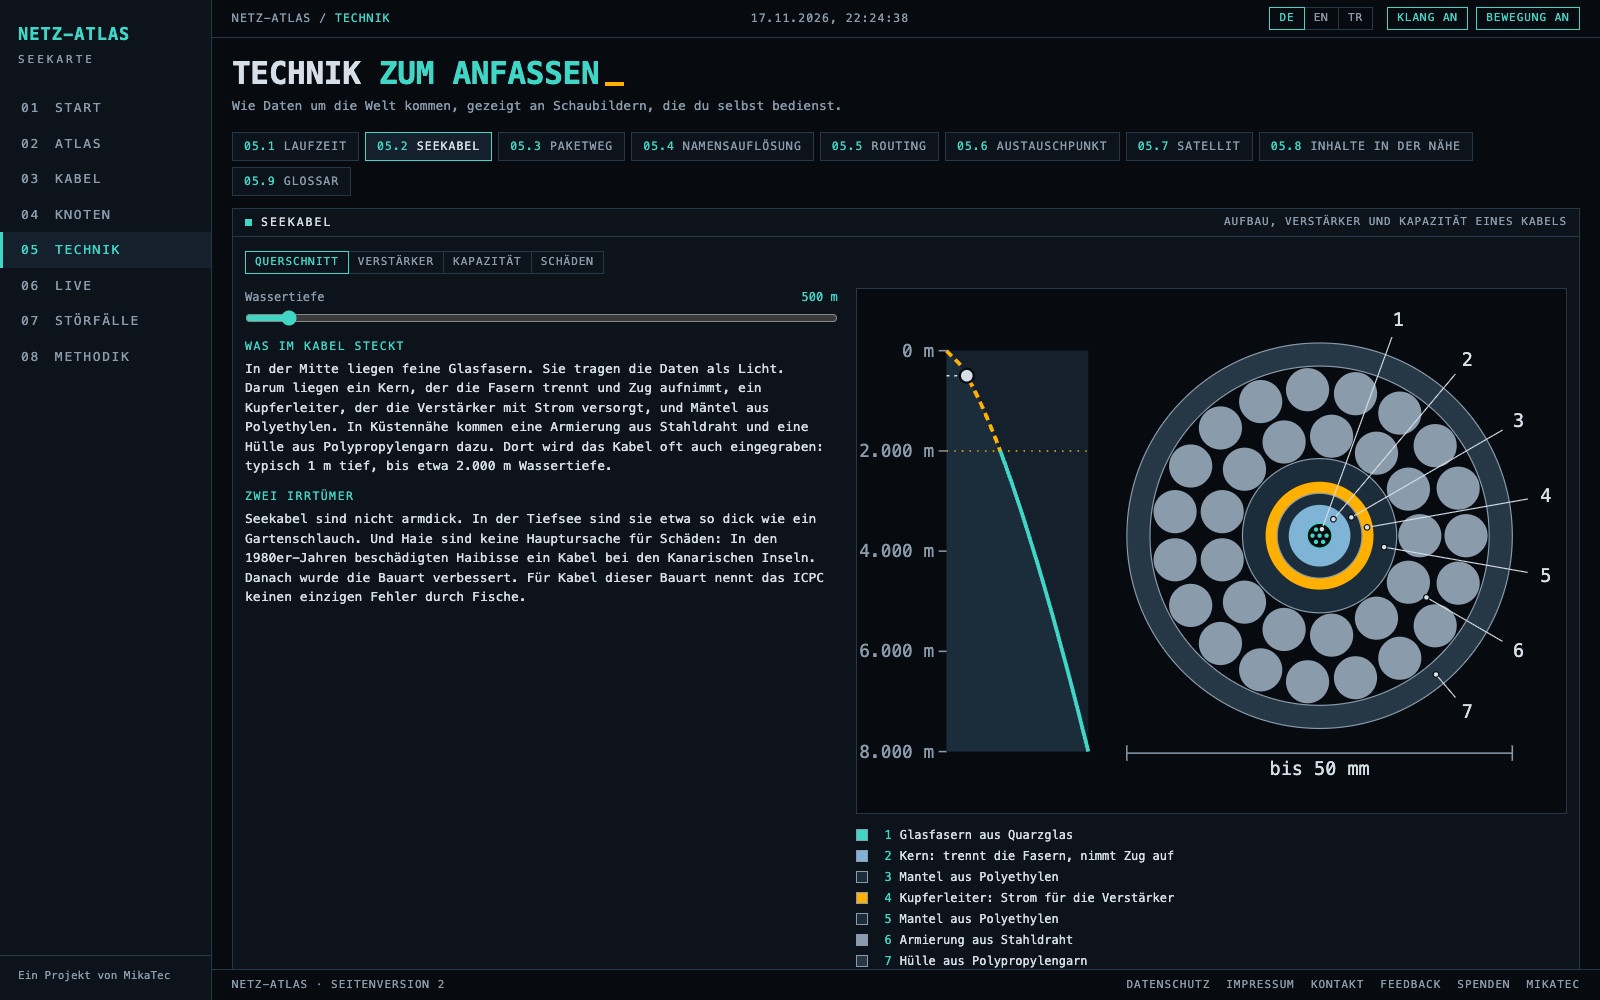 NETZ-ATLAS
SEEKARTE
01 START
02 ATLAS
03 KABEL
04 KNOTEN
05 TECHNIK
06 LIVE
07 STÖRFÄLLE
08 METHODIK
Ein Projekt von MikaTec
NETZ-ATLAS / TECHNIK
17.11.2026, 22:24:38
DE EN TR
KLANG AN
BEWEGUNG AN
TECHNIK ZUM ANFASSEN_
Wie Daten um die Welt kommen, gezeigt an Schaubildern, die du selbst bedienst.
05.1 LAUFZEIT
05.2 SEEKABEL
05.3 PAKETWEG
05.4 NAMENSAUFLÖSUNG
05.5 ROUTING
05.6 AUSTAUSCHPUNKT
05.7 SATELLIT
05.8 INHALTE IN DER NÄHE
05.9 GLOSSAR
SEEKABEL
AUFBAU, VERSTÄRKER UND KAPAZITÄT EINES KABELS
QUERSCHNITT
VERSTÄRKER
KAPAZITÄT
SCHÄDEN
Wassertiefe 500 m
WAS IM KABEL STECKT
In der Mitte liegen feine Glasfasern. Sie tragen die Daten als Licht.
Darum liegen ein Kern, der die Fasern trennt und Zug aufnimmt, ein
Kupferleiter, der die Verstärker mit Strom versorgt, und Mäntel aus
Polyethylen. In Küstennähe kommen eine Armierung aus Stahldraht und eine
Hülle aus Polypropylengarn dazu. Dort wird das Kabel oft auch eingegraben:
typisch 1 m tief, bis etwa 2.000 m Wassertiefe.
ZWEI IRRTÜMER
Seekabel sind nicht armdick. In der Tiefsee sind sie etwa so dick wie ein
Gartenschlauch. Und Haie sind keine Hauptursache für Schäden: In den
1980er-Jahren beschädigten Haibisse ein Kabel bei den Kanarischen Inseln.
Danach wurde die Bauart verbessert. Für Kabel dieser Bauart nennt das ICPC
keinen einzigen Fehler durch Fische.
0 m
2.000 m
4.000 m
6.000 m
8.000 m
1
2
3
4
5
6
7
bis 50 mm
1 Glasfasern aus Quarzglas
2 Kern: trennt die Fasern, nimmt Zug auf
3 Mantel aus Polyethylen
4 Kupferleiter: Strom für die Verstärker
5 Mantel aus Polyethylen
6 Armierung aus Stahldraht
7 Hülle aus Polypropylengarn
NETZ-ATLAS · SEITENVERSION 2
DATENSCHUTZ
IMPRESSUM
KONTAKT
FEEDBACK
SPENDEN
MIKATEC